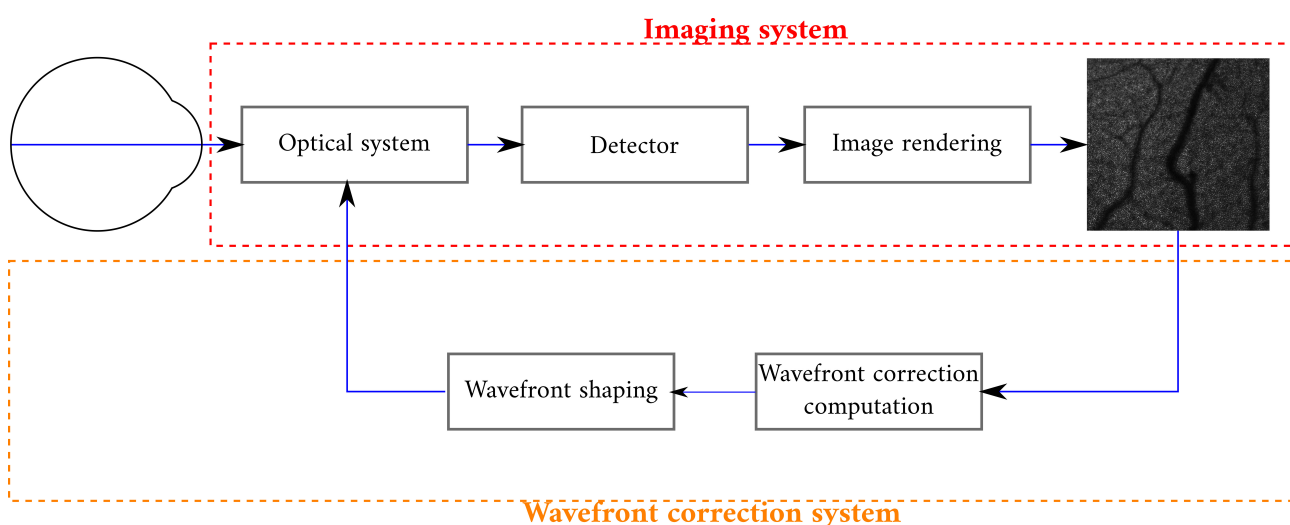 Imaging system
Optical system
Detector
Image rendering
Wavefront shaping
Wavefront correction
computation
Wavefront correction system